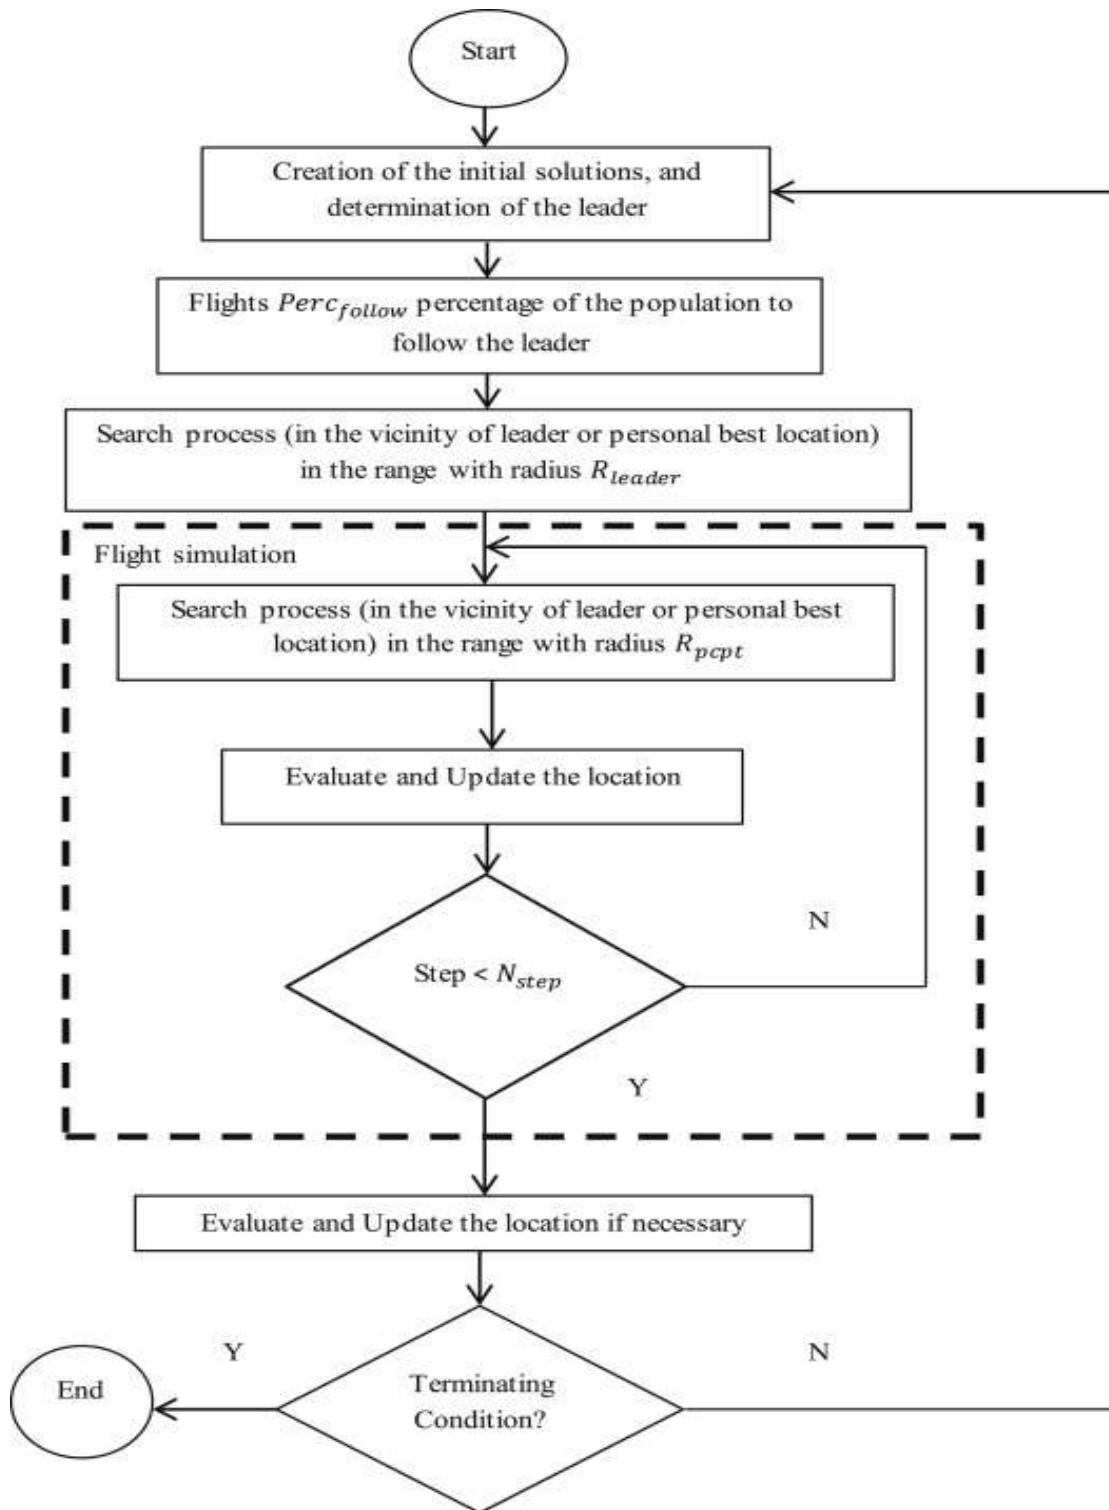 Start
Creation of the initial solutions, and
determination of the leader
Flights Perc_follow percentage of the population to
follow the leader
Search process (in the vicinity of leader or personal best location)
in the range with radius R_leader
Flight simulation
Search process (in the vicinity of leader or personal best
location) in the range with radius R_pcpt
Evaluate and Update the location
N
Step < N_step
Y
Evaluate and Update the location if necessary
Y
N
End
Terminating
Condition?